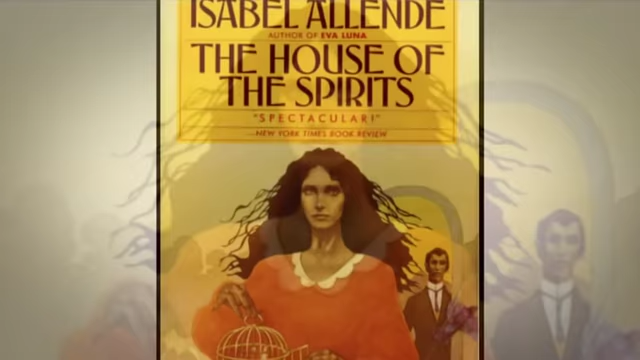 ISABEL ALLENDE
AUTHOR OF EVA LUNA
THE HOUSE OF
THE SPIRITS
"SPECTACULAR!"
—NEW YORK TIMES BOOK REVIEW